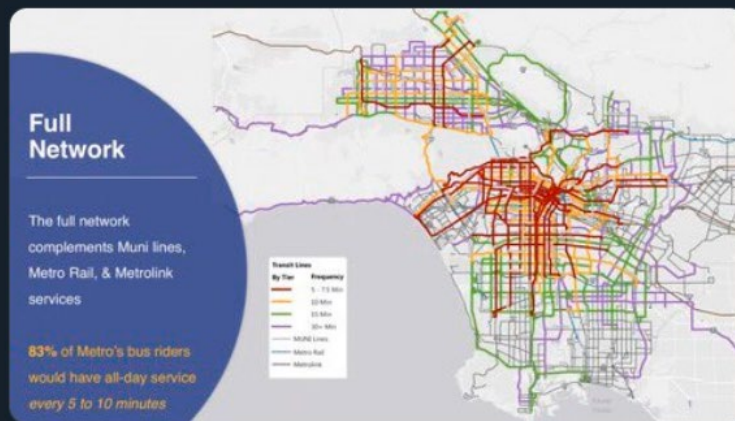 Full
Network
The full network
complements Muni lines,
Metro Rail, & Metrolink
services
83% of Metro's bus riders
would have all-day service
every 5 to 10 minutes
Transit Lines
By Tier Frequency
5 - 7.5 Min
10 Min
15 Min
30+ Min
MUNI Lines
Metro Rail
Metrolink